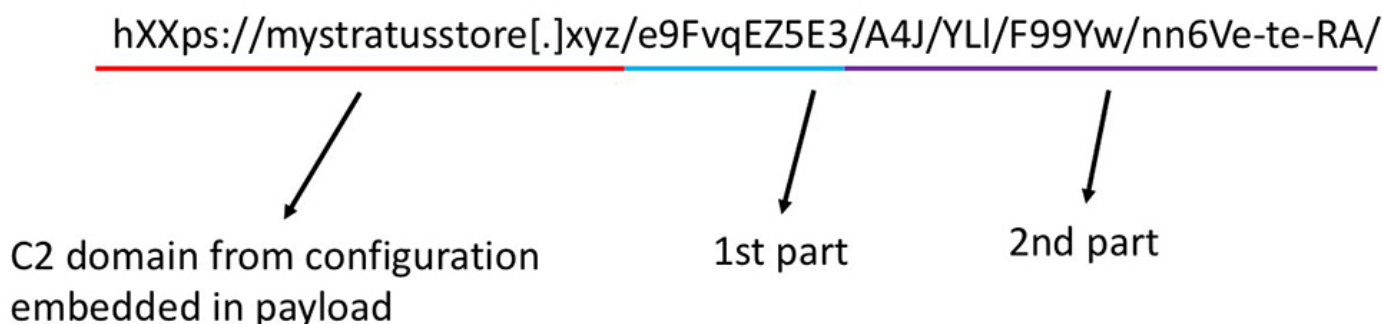 hXXps://mystratusstore[.]xyz/e9FvqEZ5E3/A4J/YLl/F99Yw/nn6Ve-te-RA/
C2 domain from configuration
embedded in payload
1st part
2nd part